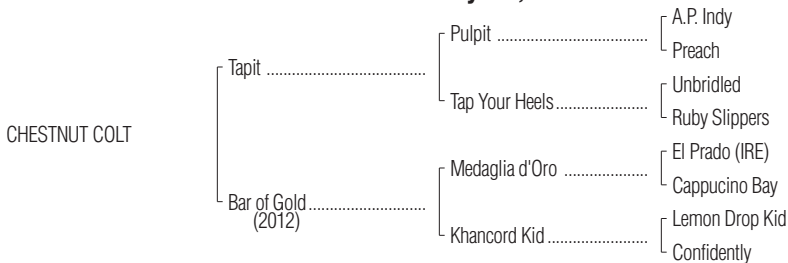 A.P. Indy
Pulpit ..........................................
Preach
Tapit ............................................
Unbridled
Tap Your Heels.........................
Ruby Slippers
CHESTNUT COLT
El Prado (IRE)
Medaglia d'Oro .......................
Cappucino Bay
Bar of Gold................................
(2012)
Lemon Drop Kid
Khancord Kid ............................
Confidently